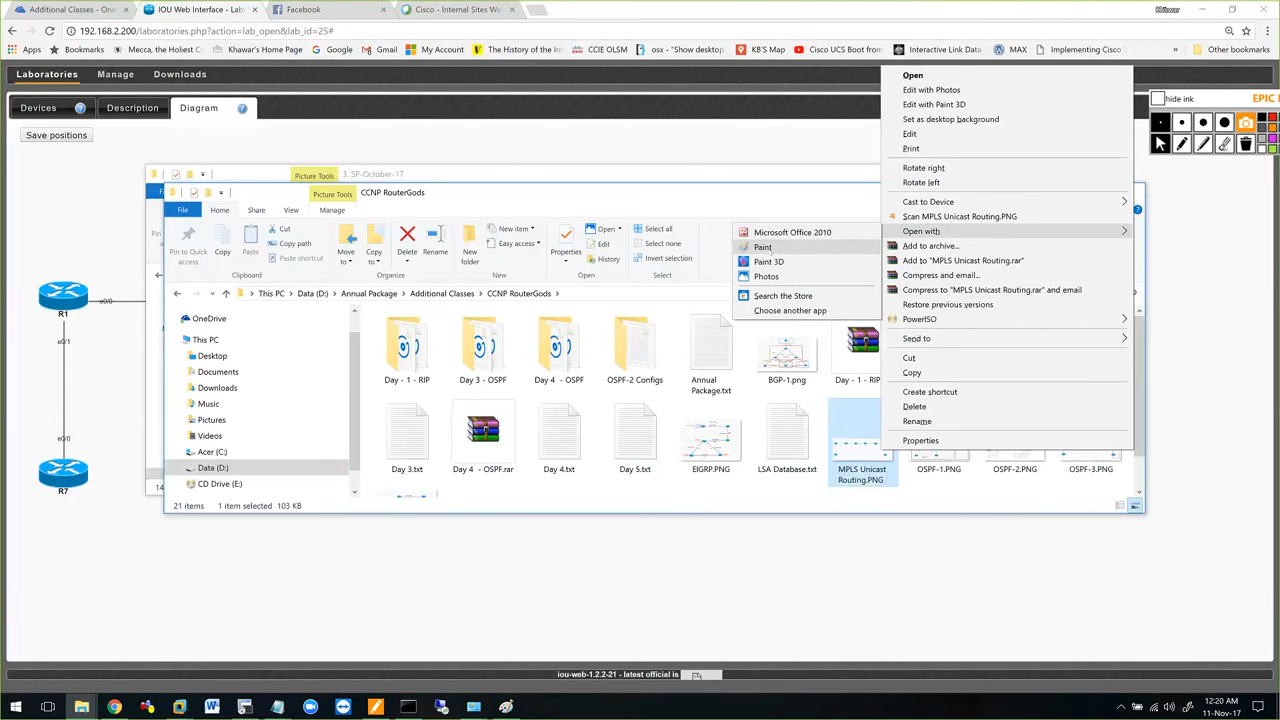 Additional Classes - One
IOU Web Interface - Lab
Facebook
Cisco - Internal Sites We
Khawar
192.168.2.200/laboratories.php?action=lab_open&lab_id=25#
Apps
Bookmarks
Mecca, the Holiest C
Khawar's Home Page
Google
Gmail
My Account
The History of the In
CCIE OLSM
osx - "Show desktop
KB'S Map
Cisco UCS Boot from
Interactive Link Data
MAX
Implementing Cisco
Other bookmarks
Laboratories
Manage
Downloads
Devices
Description
Diagram
Save positions
hide ink
EPIC
Picture Tools
3. SP-October-17
Picture Tools
CCNP RouterGods
File
Home
Share
View
Manage
Pin to Quick access
Copy
Paste
Cut
Copy path
Paste shortcut
Move to
Copy to
Delete
Rename
Organize
New folder
New item
Easy access
Properties
Open
Edit
History
Select all
Select none
Invert selection
This PC
Data (D:)
Annual Package
Additional Classes
CCNP RouterGods
OneDrive
This PC
Desktop
Documents
Downloads
Music
Pictures
Videos
Acer (C:)
Data (D:)
CD Drive (E:)
Day - 1 - RIP
Day 3 - OSPF
Day 4 - OSPF
OSPF-2 Configs
Annual Package.txt
BGP-1.png
Day - 1 - RIP
Day 3.txt
Day 4 - OSPF.rar
Day 4.txt
Day 5.txt
EIGRP.PNG
LSA Database.txt
MPLS Unicast Routing.PNG
OSPF-1.PNG
OSPF-2.PNG
OSPF-3.PNG
21 items
1 item selected 103 KB
Open
Edit with Photos
Edit with Paint 3D
Set as desktop background
Edit
Print
Rotate right
Rotate left
Cast to Device
Scan MPLS Unicast Routing.PNG
Open with
Add to archive...
Add to "MPLS Unicast Routing.rar"
Compress and email...
Compress to "MPLS Unicast Routing.rar" and email
Restore previous versions
PowerISO
Send to
Cut
Copy
Create shortcut
Delete
Rename
Properties
Microsoft Office 2010
Paint
Paint 3D
Photos
Search the Store
Choose another app
R1
e0/0
e0/1
e0/0
R7
iou-web-1.2.2-21 - latest official is
12:20 AM
11-Nov-17